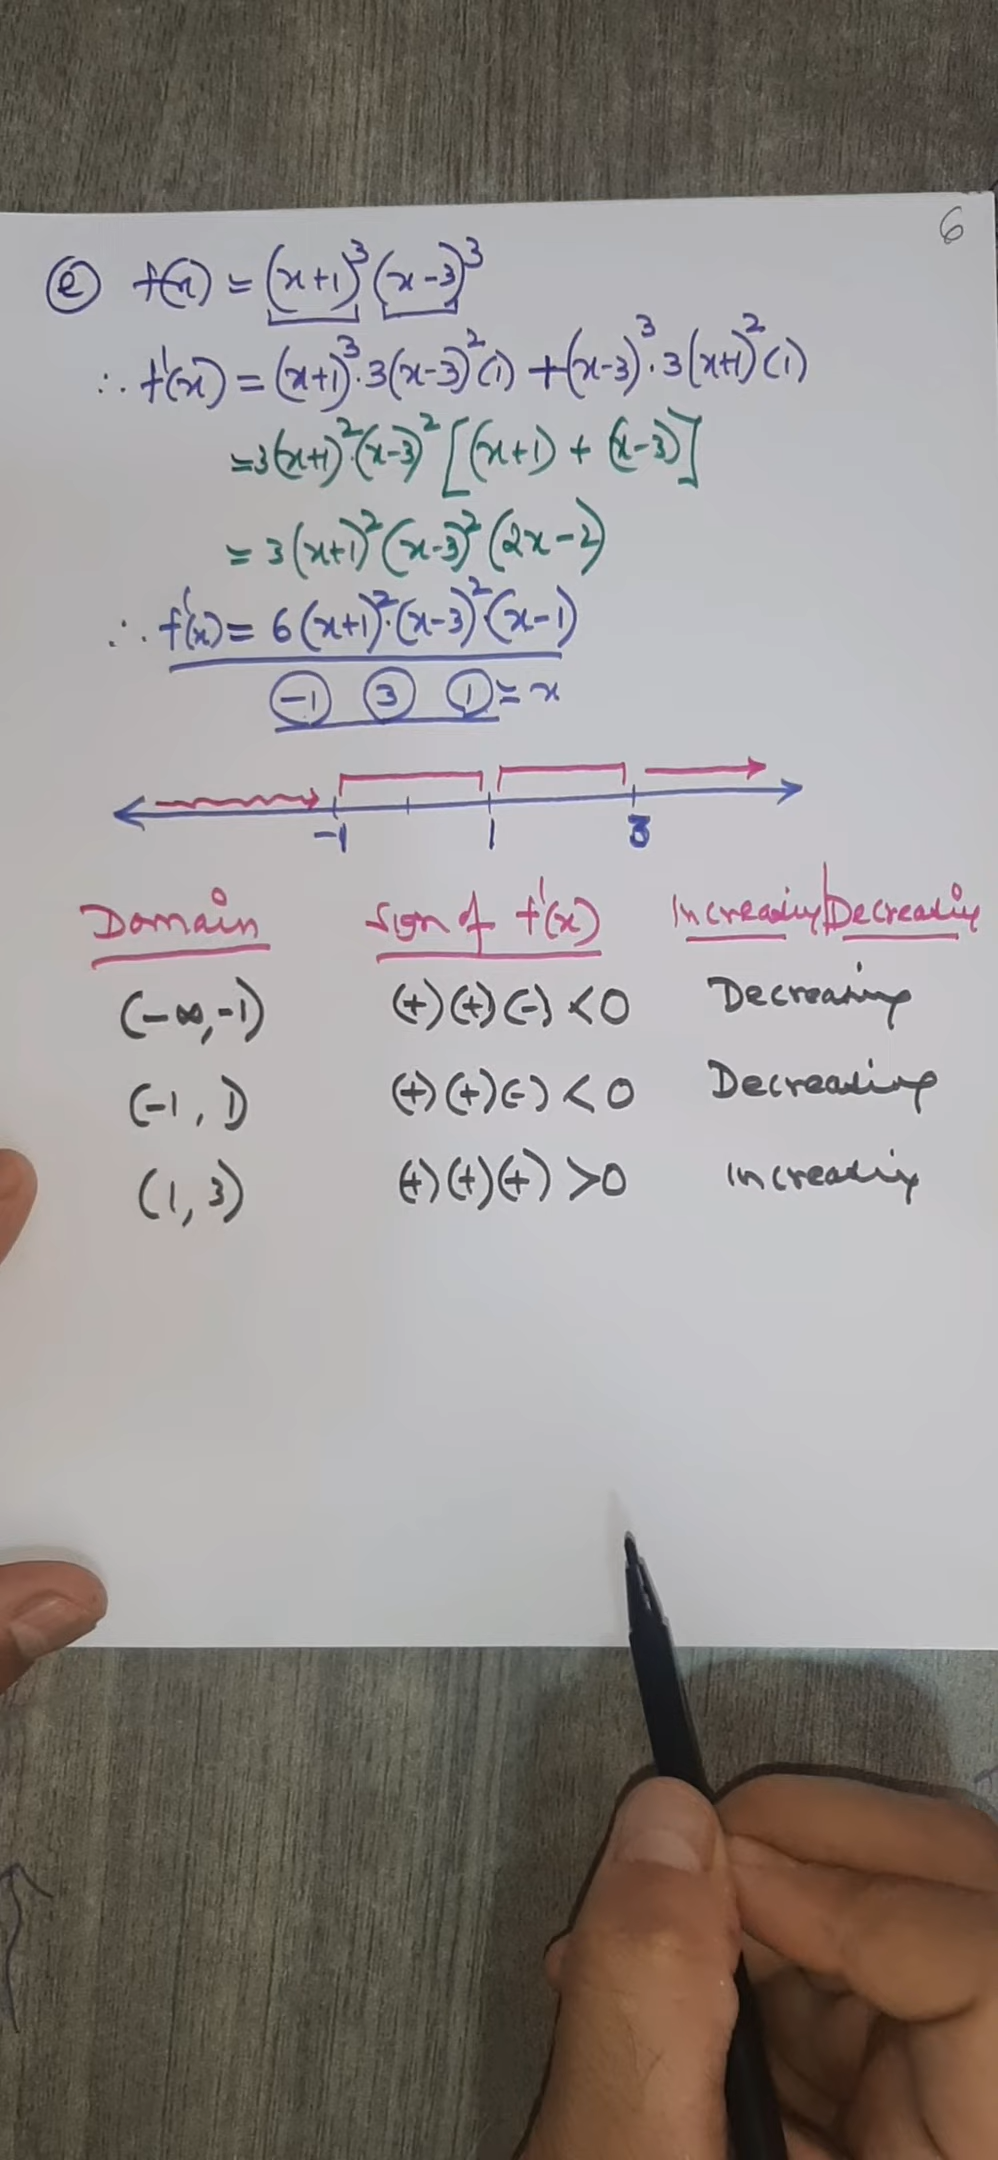 6
(e) f(x) = (x+1)³ (x-3)³
∴ f'(x) = (x+1)³·3(x-3)²(1) + (x-3)³·3(x+1)²(1)
=3(x+1)²·(x-3)² [(x+1) + (x-3)]
= 3(x+1)² (x-3)² (2x-2)
∴ f'(x) = 6(x+1)²·(x-3)²·(x-1)
-1 3 1 = x
-1 1 3
Domain Sign of f'(x) Increasing/Decreasing
(-∞,-1) (+)(+)(-) <0 Decreasing
(-1, 1) (+)(+)(-) <0 Decreasing
(1, 3) (+)(+)(+) >0 Increasing